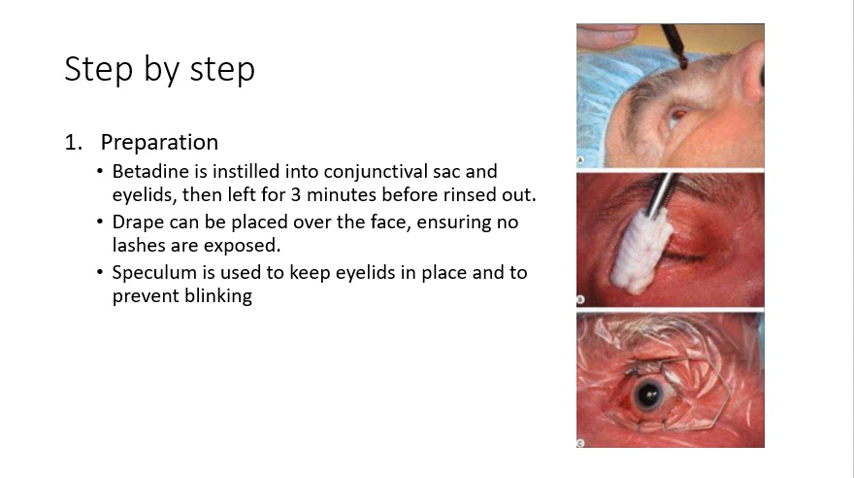 Step by step
1. Preparation
• Betadine is instilled into conjunctival sac and
eyelids, then left for 3 minutes before rinsed out.
• Drape can be placed over the face, ensuring no
lashes are exposed.
• Speculum is used to keep eyelids in place and to
prevent blinking
A
B
C